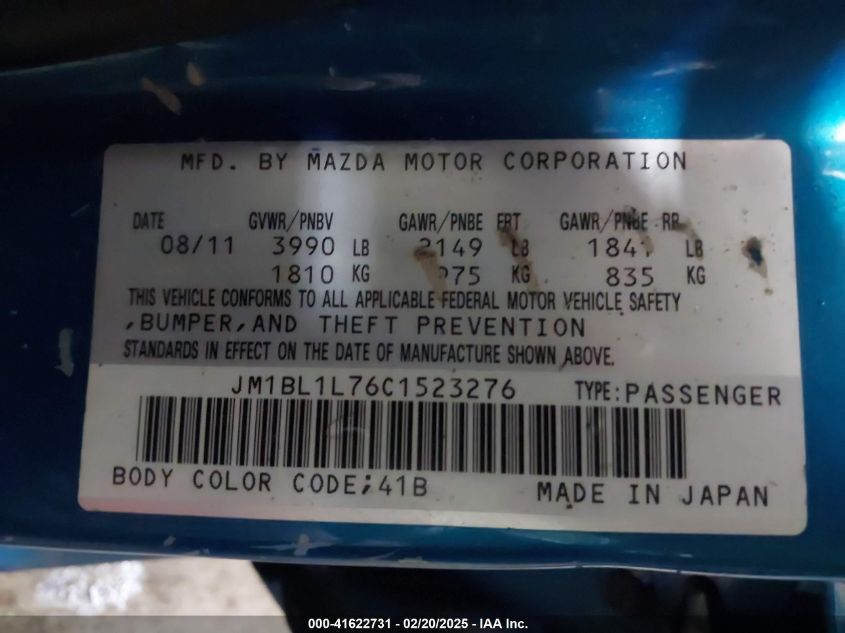 MFD. BY MAZDA MOTOR CORPORATION
DATE GVWR/PNBV GAWR/PNBE FRT GAWR/PNBE RR
08/11 3990 LB LB LB
1810 KG KG 835 KG
THIS VEHICLE CONFORMS TO ALL APPLICABLE FEDERAL MOTOR VEHICLE SAFETY
,BUMPER,AND THEFT PREVENTION
STANDARDS IN EFFECT ON THE DATE OF MANUFACTURE SHOWN ABOVE.
JM1BL1L76C1523276 TYPE:PASSENGER
BODY COLOR CODE;41B MADE IN JAPAN
000-41622731 - 02/20/2025 - IAA Inc.